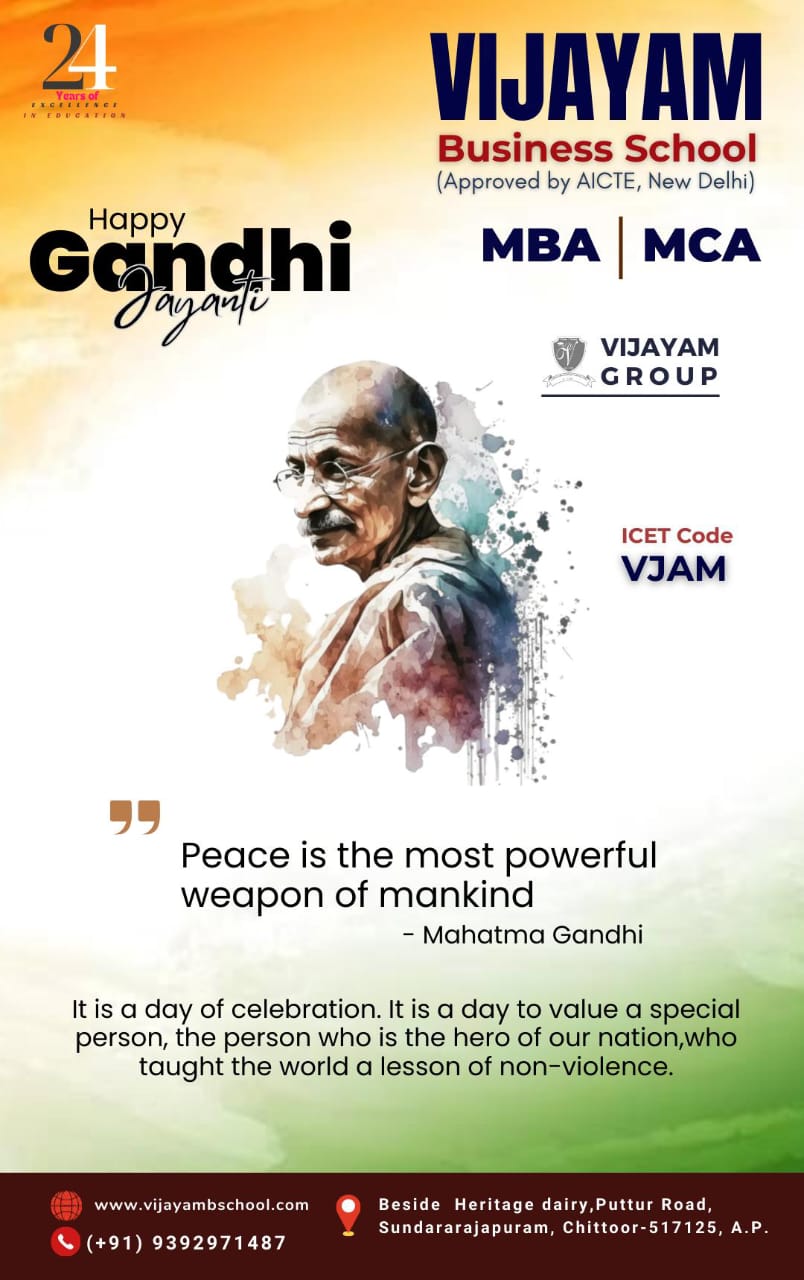 24
Years of
EXCELLENCE
IN EDUCATION
VIJAYAM
Business School
(Approved by AICTE, New Delhi)
MBA | MCA
Happy
Gandhi
Jayanti
VIJAYAM
GROUP
ICET Code
VJAM
” Peace is the most powerful
weapon of mankind
- Mahatma Gandhi
It is a day of celebration. It is a day to value a special
person, the person who is the hero of our nation,who
taught the world a lesson of non-violence.
www.vijayambschool.com
(+91) 9392971487
Beside Heritage dairy,Puttur Road,
Sundararajapuram, Chittoor-517125, A.P.